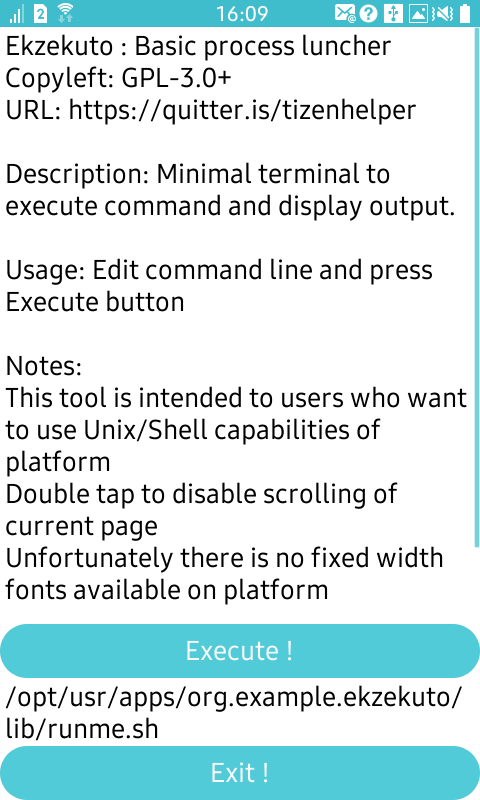 2
16:09
Ekzekuto : Basic process luncher
Copyleft: GPL-3.0+
URL: https://quitter.is/tizenhelper
Description: Minimal terminal to
execute command and display output.
Usage: Edit command line and press
Execute button
Notes:
This tool is intended to users who want
to use Unix/Shell capabilities of
platform
Double tap to disable scrolling of
current page
Unfortunately there is no fixed width
fonts available on platform
Execute !
/opt/usr/apps/org.example.ekzekuto/
lib/runme.sh
Exit !